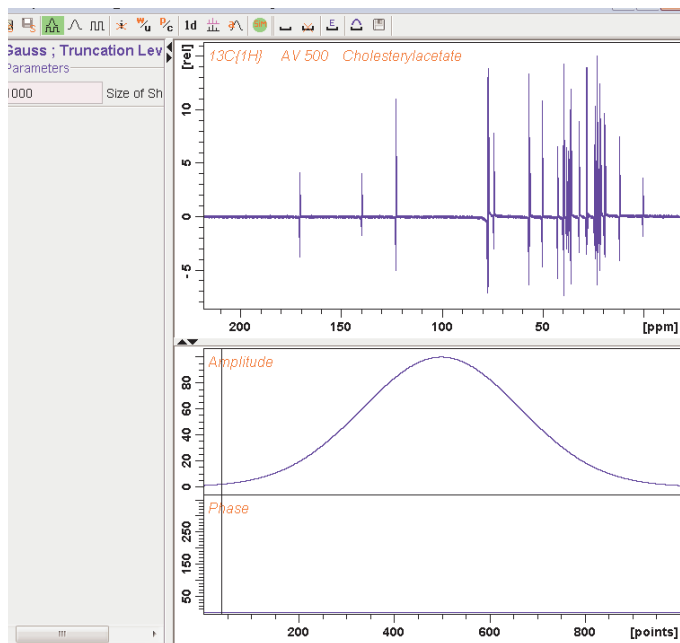 w/u P/c 1d SIM E
Gauss ; Truncation Lev
Parameters
1000 Size of Sh
13C{1H} AV 500 Cholesterylacetate
[rel]
10
5
0
-5
200 150 100 50 [ppm]
Amplitude
80
60
40
20
0
Phase
250
150
50
200 400 600 800 [points]